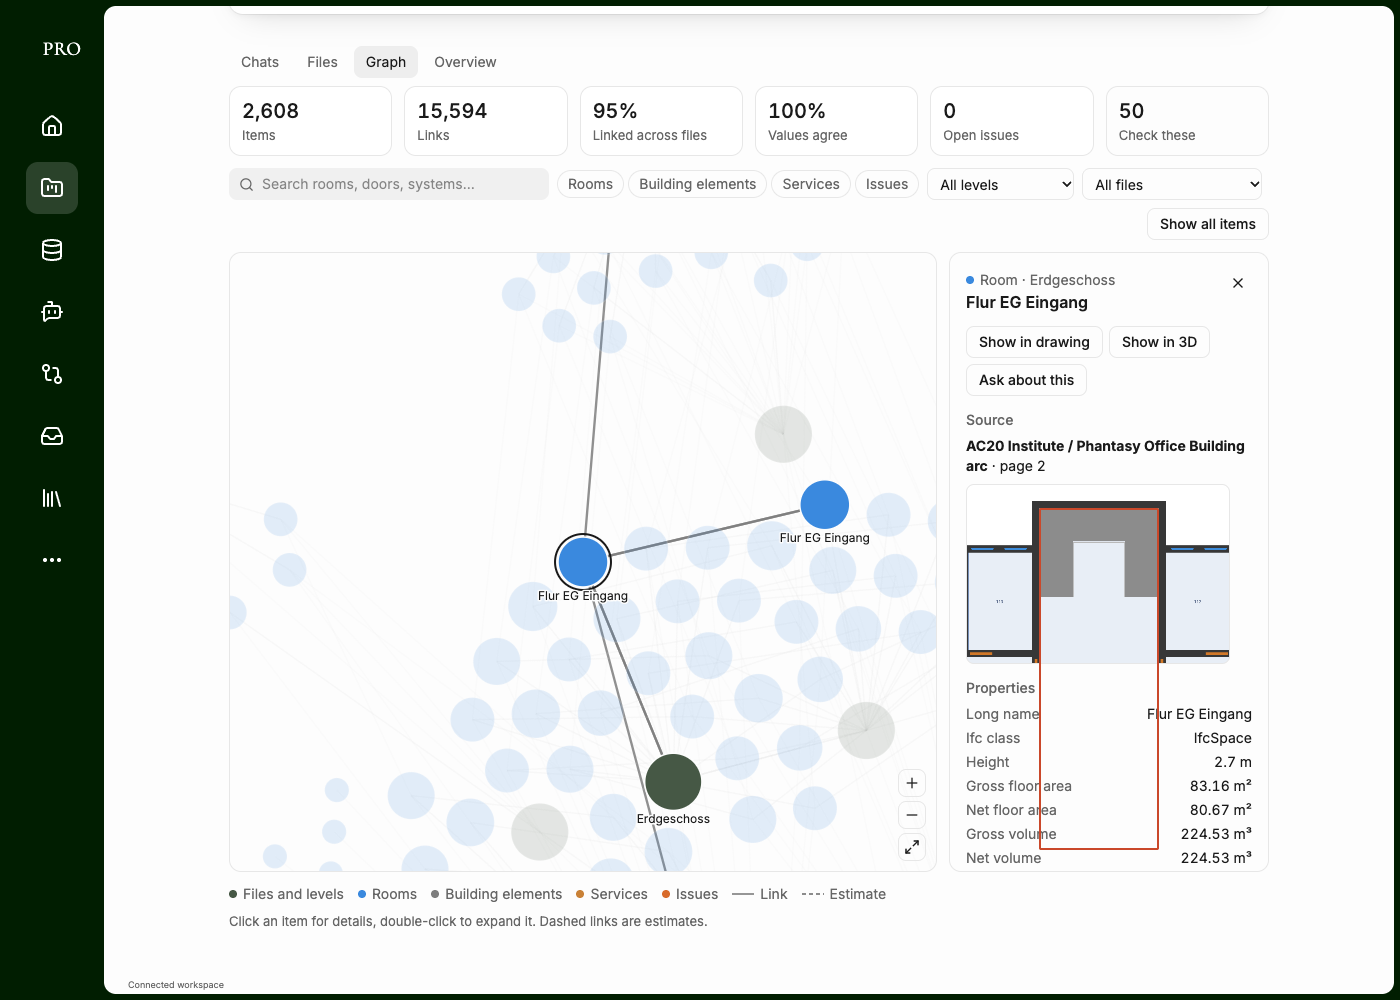 PRO
Chats Files Graph Overview
2,608 15,594 95% 100% 0 50
Items Links Linked across files Values agree Open issues Check these
Search rooms, doors, systems... Rooms Building elements Services Issues All levels All files
Show all items
Room · Erdgeschoss
Flur EG Eingang
Show in drawing Show in 3D
Ask about this
Source
AC20 Institute / Phantasy Office Building
arc · page 2
Flur EG Eingang
Flur EG Eingang
Erdgeschoss
Properties
Long name Flur EG Eingang
Ifc class IfcSpace
Height 2.7 m
Gross floor area 83.16 m²
Net floor area 80.67 m²
Gross volume 224.53 m³
Net volume 224.53 m³
Files and levels Rooms Building elements Services Issues Link Estimate
Click an item for details, double-click to expand it. Dashed links are estimates.
Connected workspace